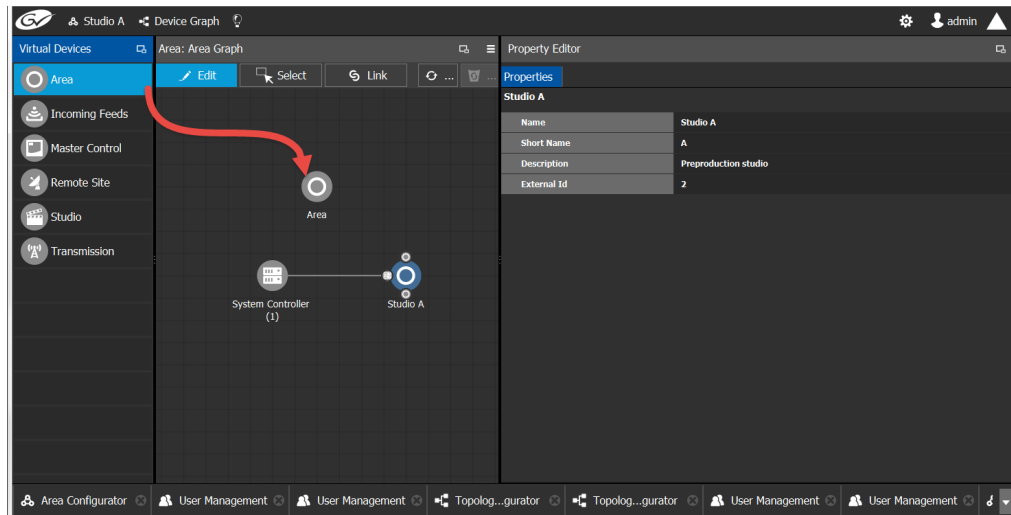 Studio A Device Graph admin
Virtual Devices
Area
Incoming Feeds
Master Control
Remote Site
Studio
Transmission
Area: Area Graph
Edit Select Link ... ...
Area
System Controller
(1)
Studio A
Property Editor
Properties
Studio A
Name Studio A
Short Name A
Description Preproduction studio
External Id 2
Area Configurator User Management User Management Topolog...gurator Topolog...gurator User Management User Management